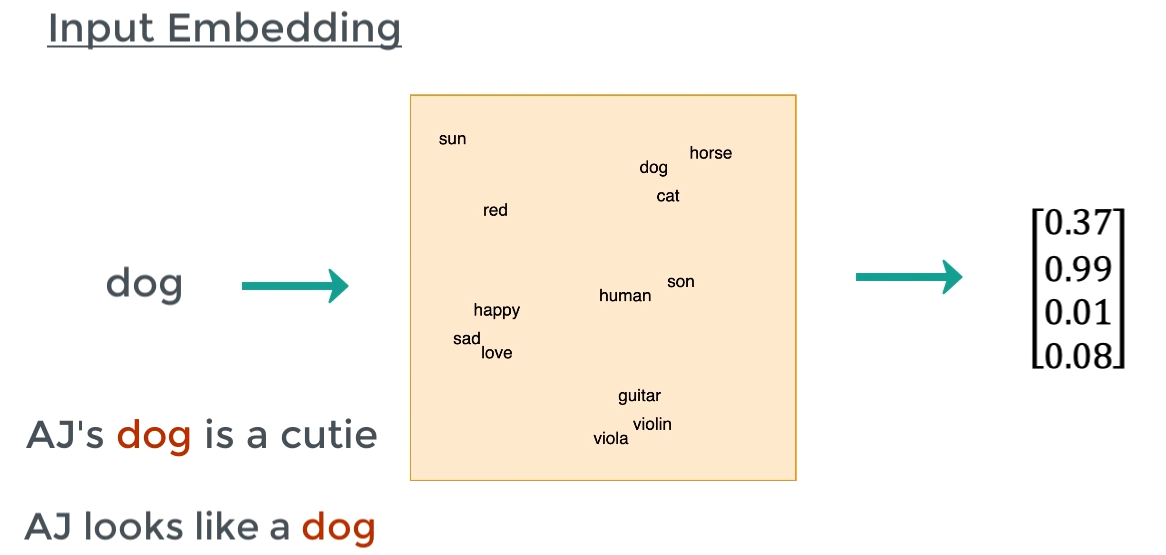 Input Embedding
sun
horse
dog
cat
red
dog
son
human
happy
sad
love
guitar
violin
viola
[0.37
0.99
0.01
0.08]
AJ's dog is a cutie
AJ looks like a dog